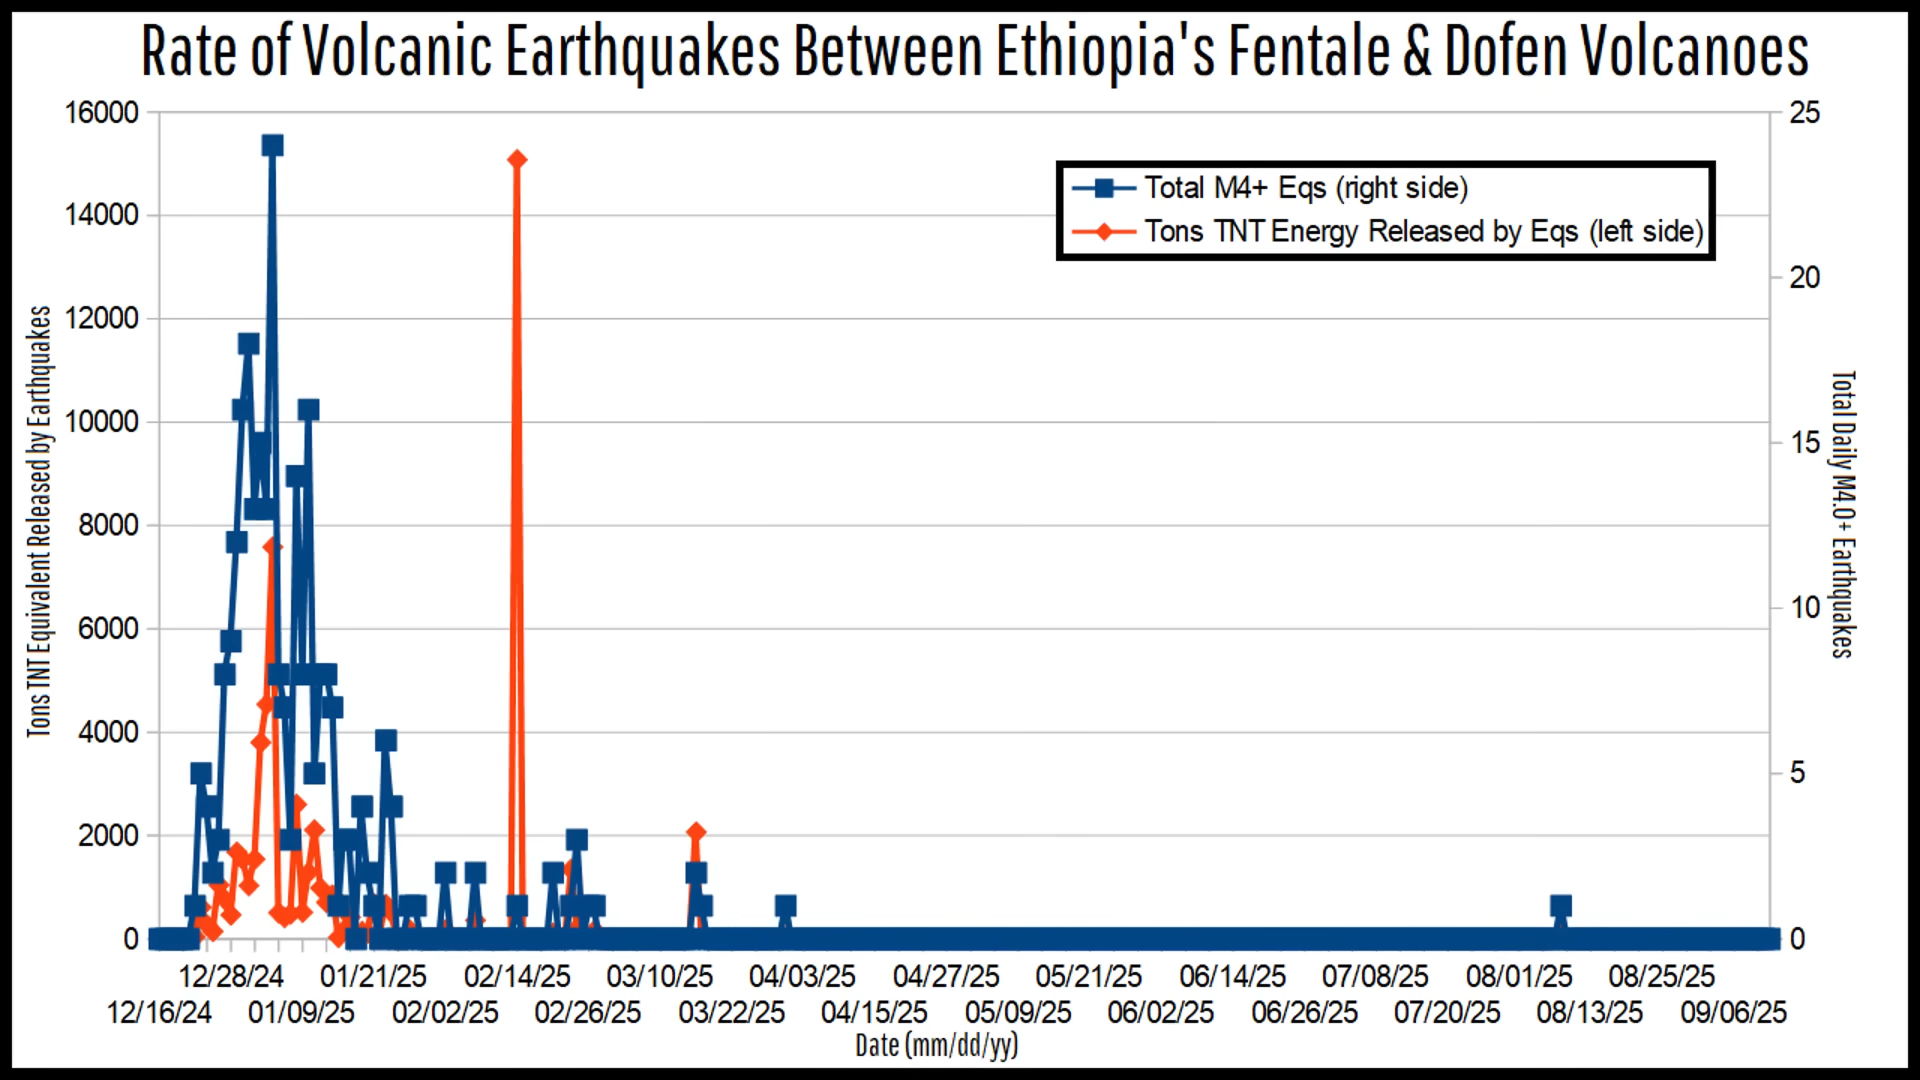 Rate of Volcanic Earthquakes Between Ethiopia's Fentale & Dofen Volcanoes
Total M4+ Eqs (right side)
Tons TNT Energy Released by Eqs (left side)
Tons TNT Equivalent Released by Earthquakes
16000
14000
12000
10000
8000
6000
4000
2000
0
25
20
15
10
5
0
Total Daily M4.0+ Earthquakes
12/28/24 01/21/25 02/14/25 03/10/25 04/03/25 04/27/25 05/21/25 06/14/25 07/08/25 08/01/25 08/25/25
12/16/24 01/09/25 02/02/25 02/26/25 03/22/25 04/15/25 05/09/25 06/02/25 06/26/25 07/20/25 08/13/25 09/06/25
Date (mm/dd/yy)